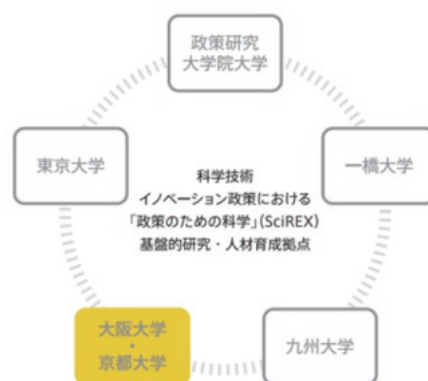 政策研究
大学院大学
東京大学
一橋大学
科学技術
イノベーション政策における
「政策のための科学」(SciREX)
基盤的研究・人材育成拠点
大阪大学
・
京都大学
九州大学